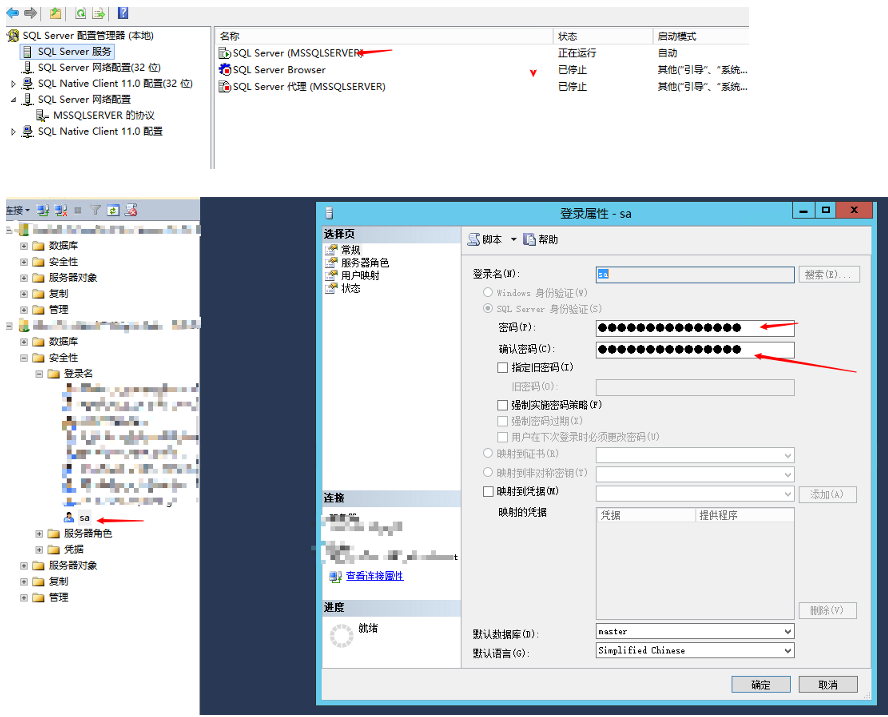 SQL Server 配置管理器 (本地)
SQL Server 服务
SQL Server 网络配置(32 位)
SQL Native Client 11.0 配置(32 位)
SQL Server 网络配置
MSSQLSERVER 的协议
SQL Native Client 11.0 配置
名称 状态 启动模式
SQL Server (MSSQLSERVER) 正在运行 自动
SQL Server Browser 已停止 其他("引导"、"系统...
SQL Server 代理 (MSSQLSERVER) 已停止 其他("引导"、"系统...
连接
数据库
安全性
服务器对象
复制
管理
数据库
安全性
登录名
sa
服务器角色
凭据
服务器对象
复制
管理
登录属性 - sa
选择页
常规
服务器角色
用户映射
状态
连接
查看连接属性
进度
就绪
脚本 帮助
登录名(N): sa 搜索(E)...
Windows 身份验证(W)
SQL Server 身份验证(S)
密码(P): ●●●●●●●●●●●●●●●
确认密码(C): ●●●●●●●●●●●●●●●
指定旧密码(I)
旧密码(O):
强制实施密码策略(F)
强制密码过期(X)
用户在下次登录时必须更改密码(U)
映射到证书(R)
映射到非对称密钥(T)
映射到凭据(M) 添加(A)
映射的凭据 凭据 提供程序
删除(V)
默认数据库(D): master
默认语言(G): Simplified Chinese
确定 取消